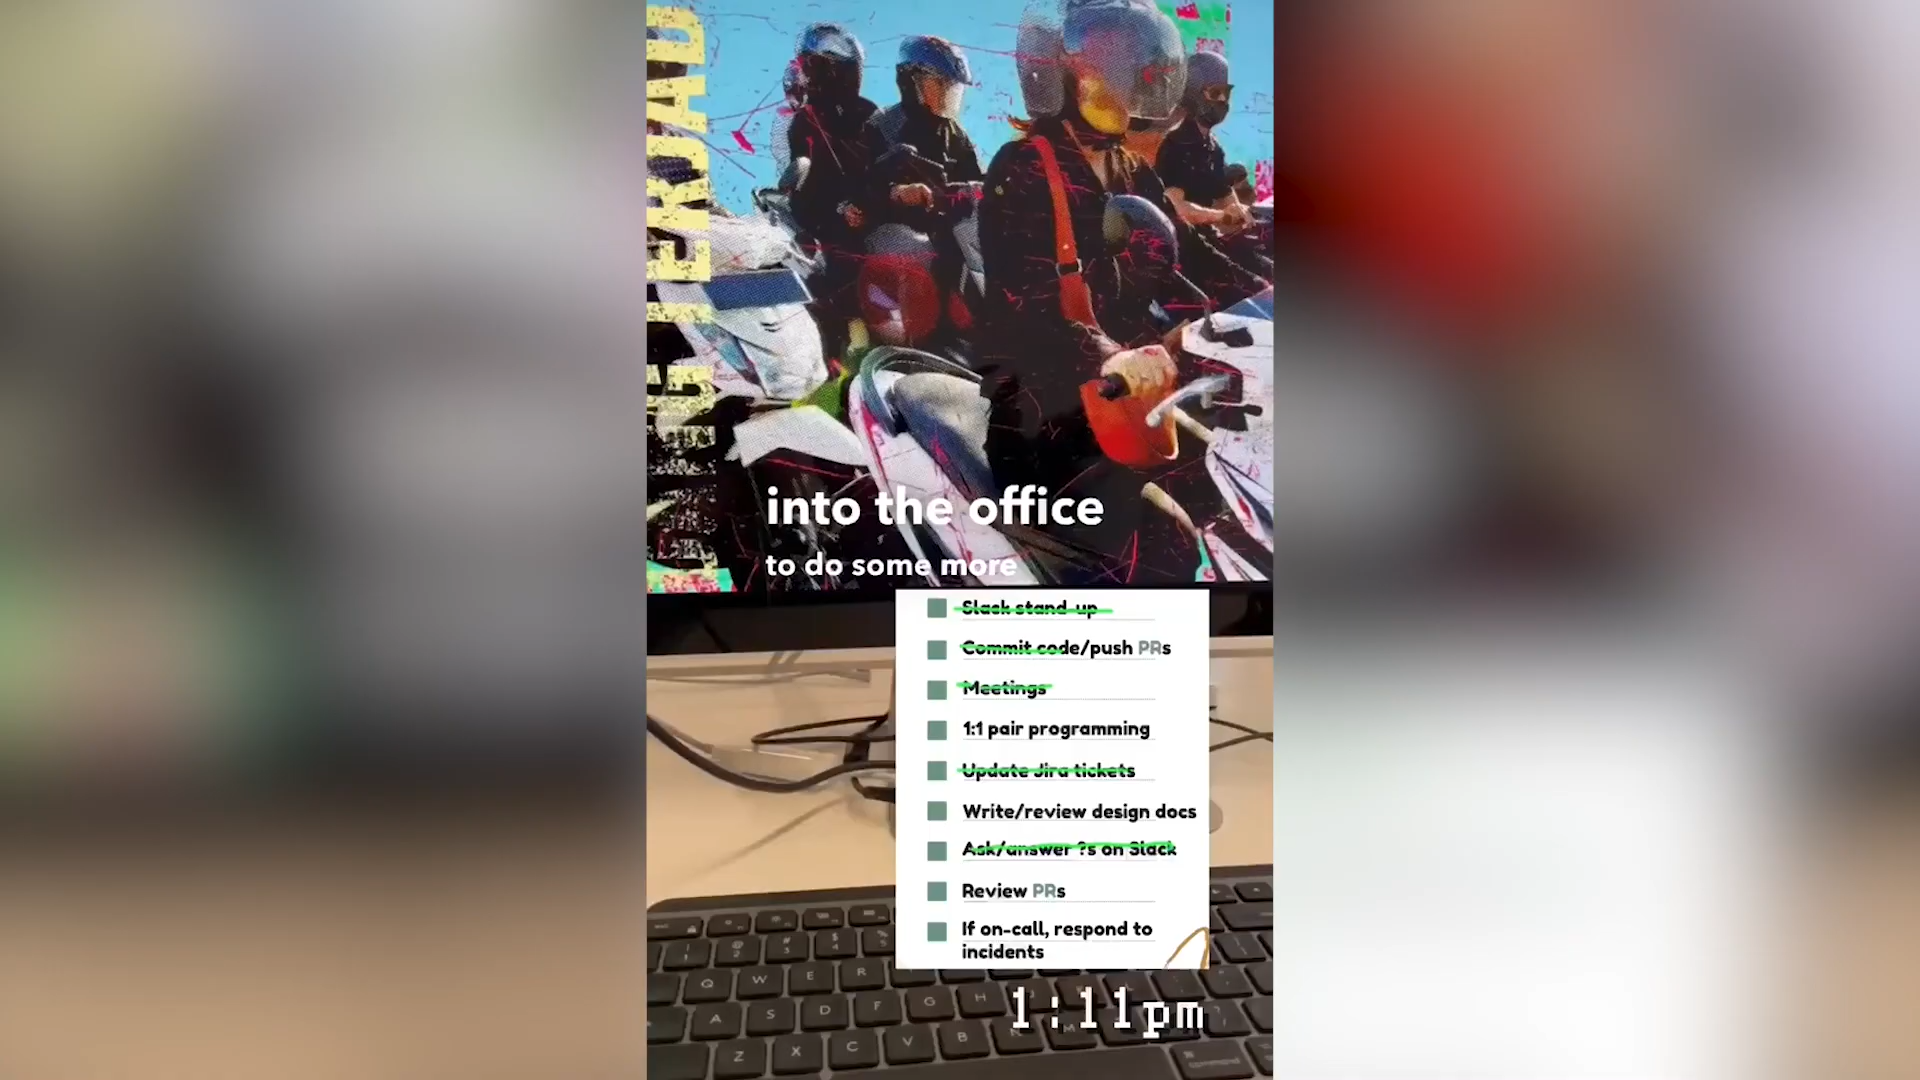 into the office
to do some more
Slack stand-up
Commit code/push PRs
Meetings
1:1 pair programming
Update Jira tickets
Write/review design docs
Ask/answer ?s on Slack
Review PRs
If on-call, respond to
incidents
1:11pm
Q W E R
A S D F G H
Z X C V B N M
command